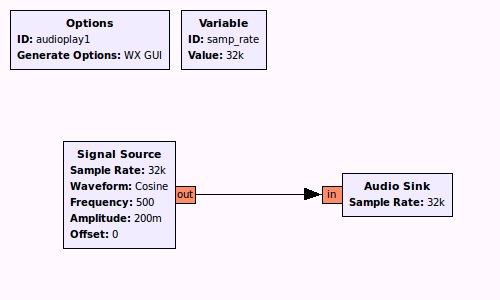 Options
ID: audioplay1
Generate Options: WX GUI
Variable
ID: samp_rate
Value: 32k
Signal Source
Sample Rate: 32k
Waveform: Cosine
Frequency: 500
Amplitude: 200m
Offset: 0
out
in
Audio Sink
Sample Rate: 32k